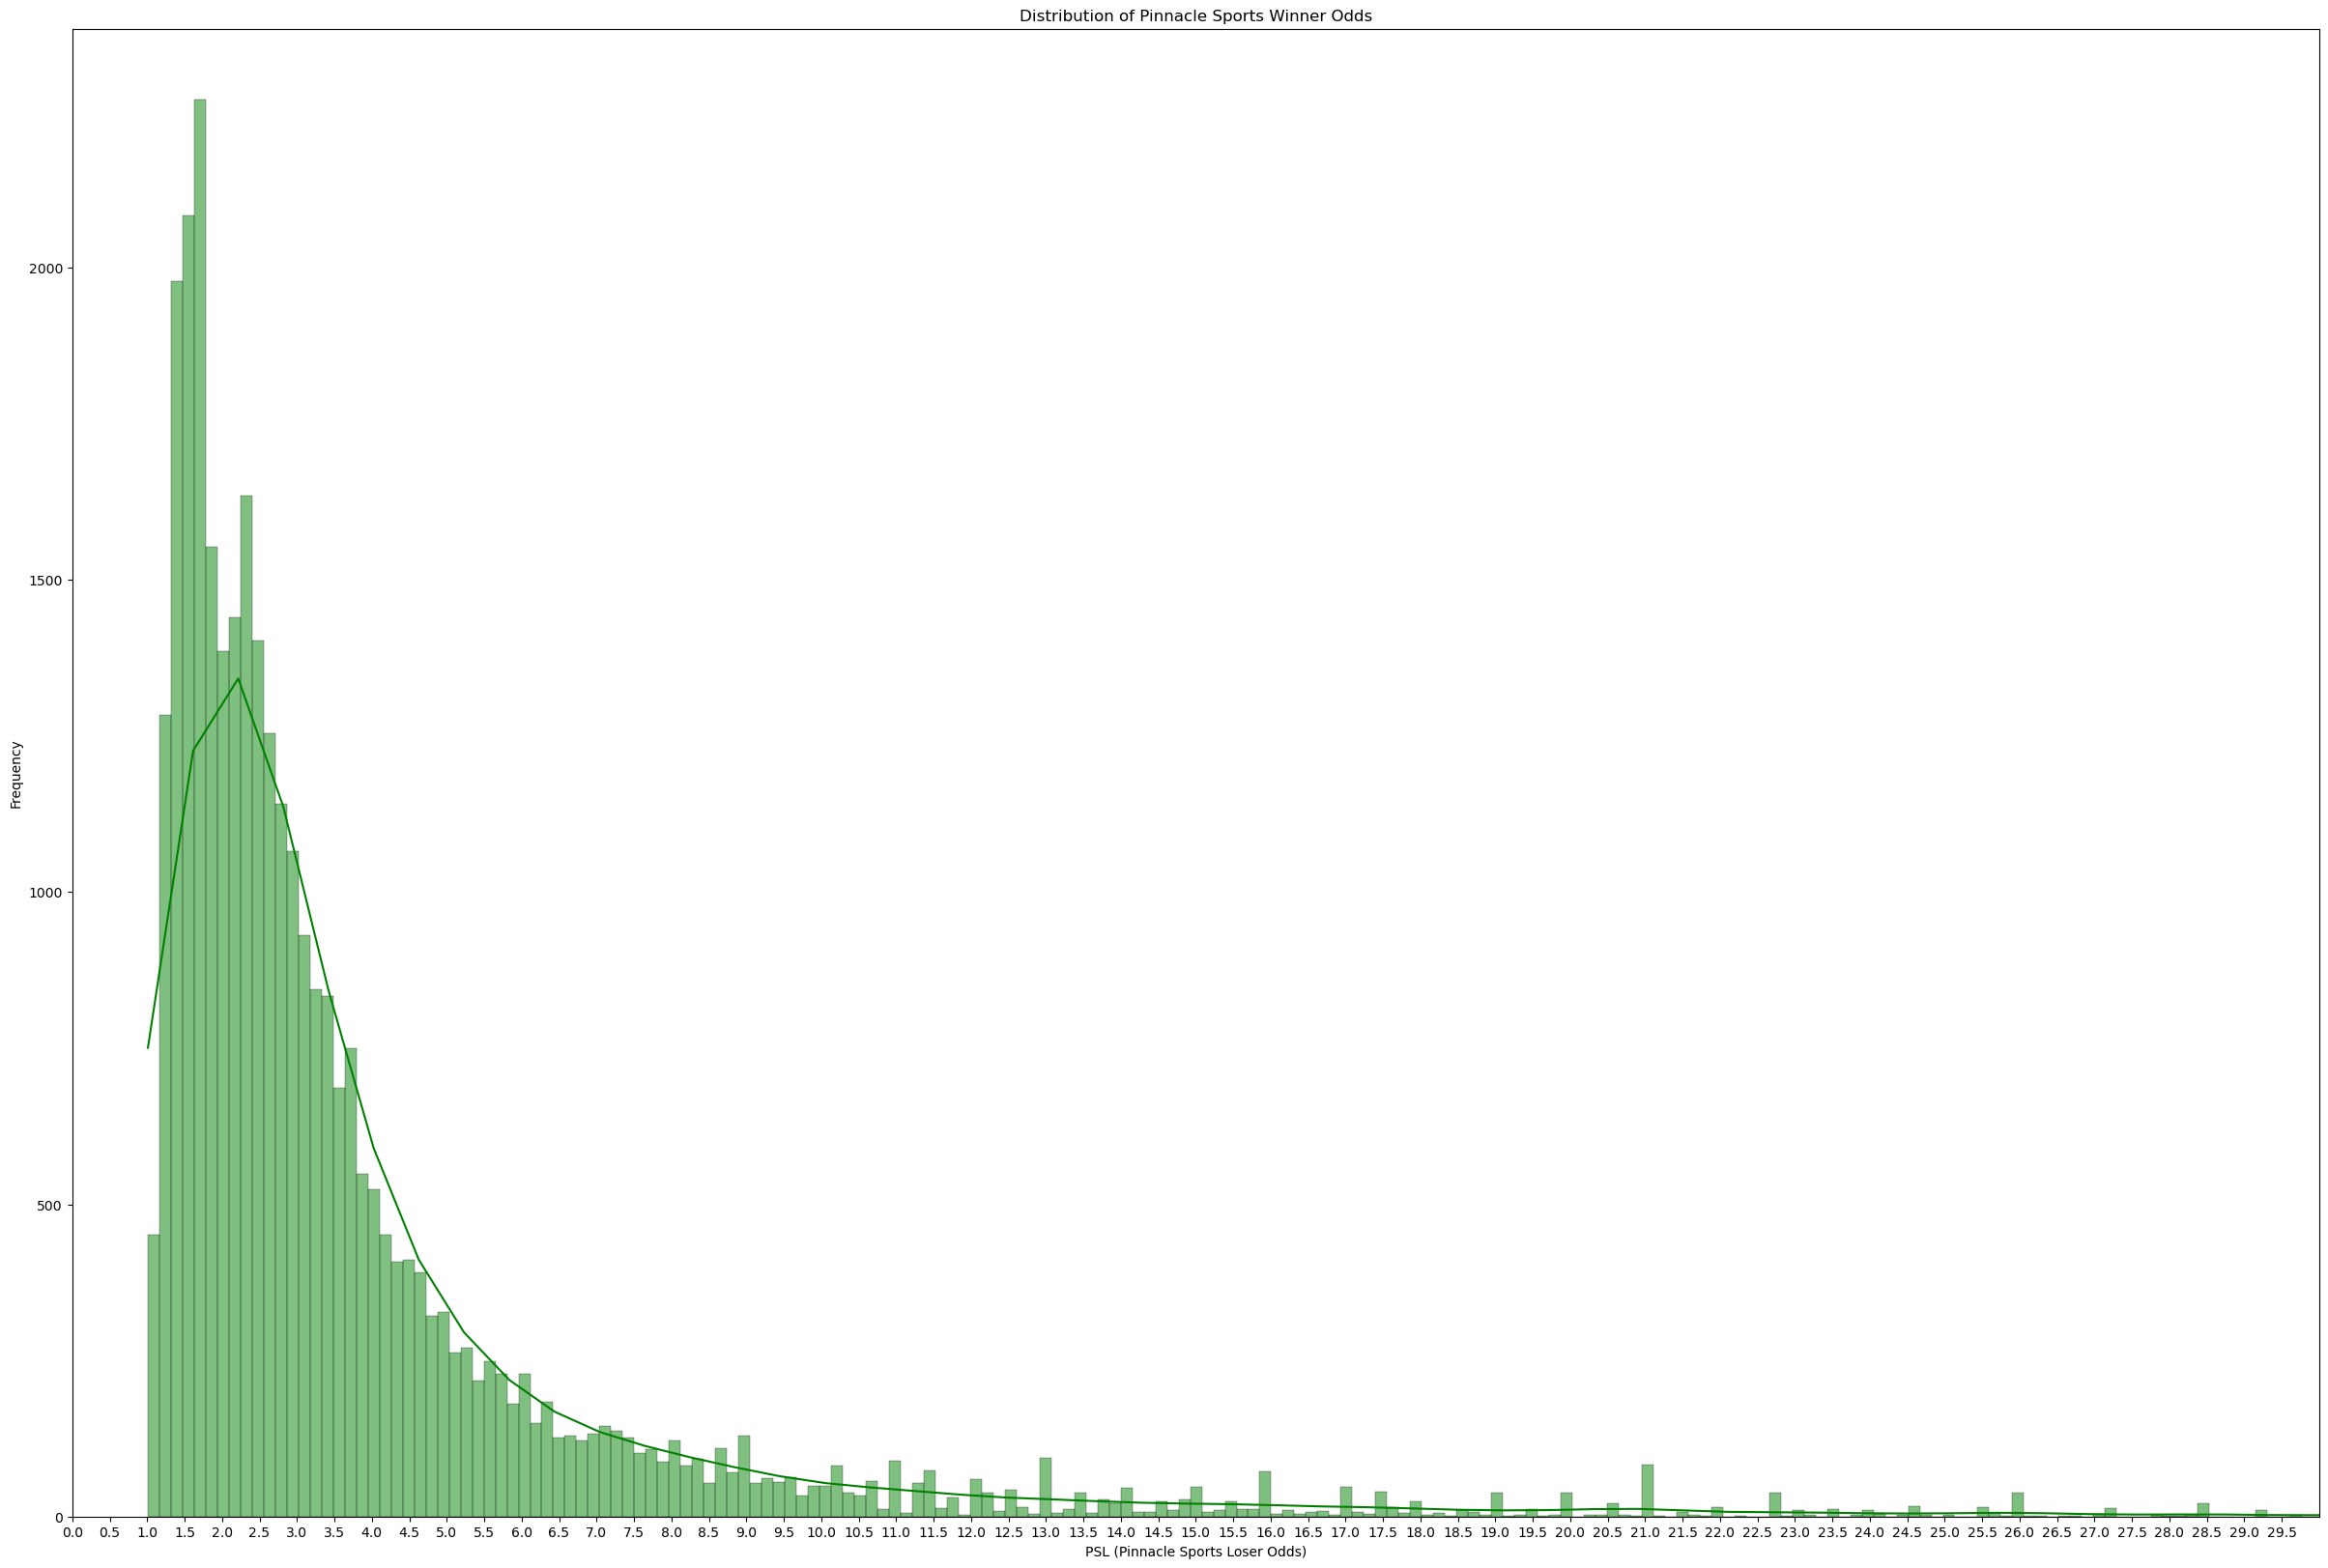 Distribution of Pinnacle Sports Winner Odds
Frequency
2000
1500
1000
500
0
0.0 0.5 1.0 1.5 2.0 2.5 3.0 3.5 4.0 4.5 5.0 5.5 6.0 6.5 7.0 7.5 8.0 8.5 9.0 9.5 10.0 10.5 11.0 11.5 12.0 12.5 13.0 13.5 14.0 14.5 15.0 15.5 16.0 16.5 17.0 17.5 18.0 18.5 19.0 19.5 20.0 20.5 21.0 21.5 22.0 22.5 23.0 23.5 24.0 24.5 25.0 25.5 26.0 26.5 27.0 27.5 28.0 28.5 29.0 29.5
PSL (Pinnacle Sports Loser Odds)